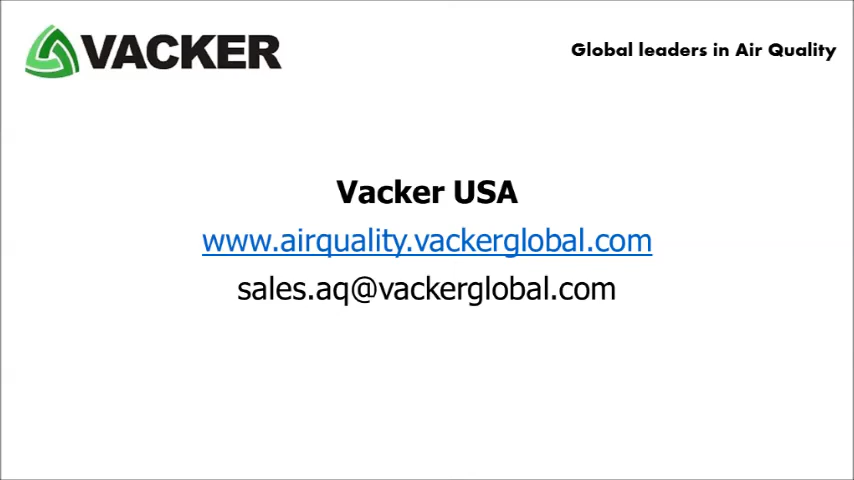 VACKER
Global leaders in Air Quality
Vacker USA
www.airquality.vackerglobal.com
sales.aq@vackerglobal.com